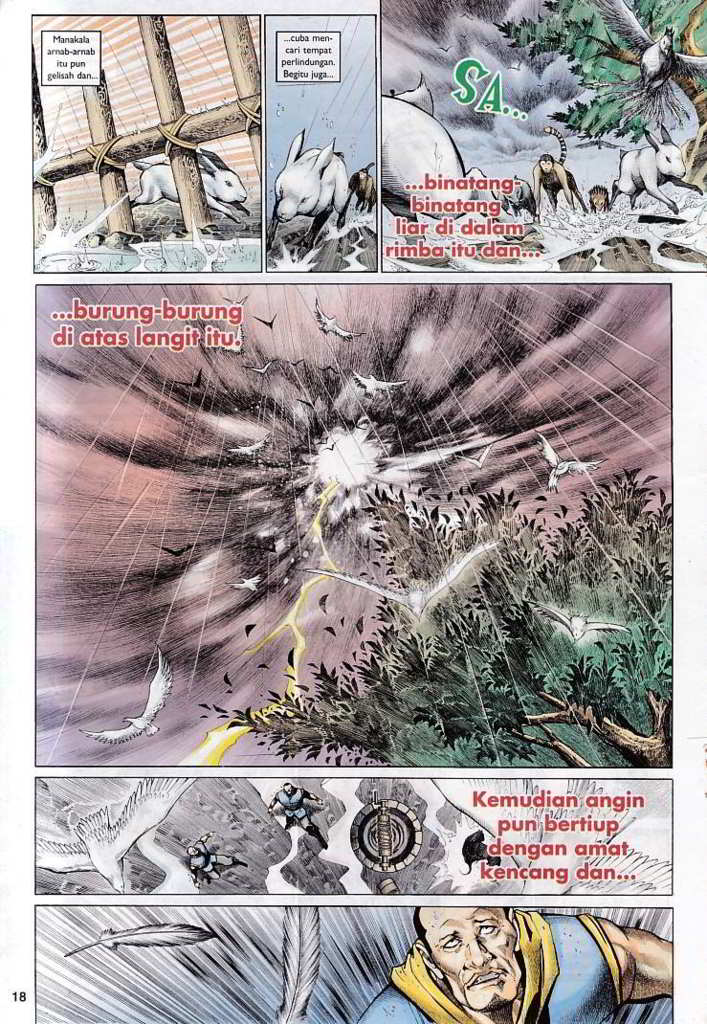 Manakala
arnab-arnab
itu pun
gelisah dan...
...cuba men-
cari tempat
perlindungan.
Begitu juga...
SA...
...binatang-
binatang
liar di dalam
rimba itu dan...
...burung-burung
di atas langit itu.
Kemudian angin
pun bertiup
dengan amat
kencang dan...
18